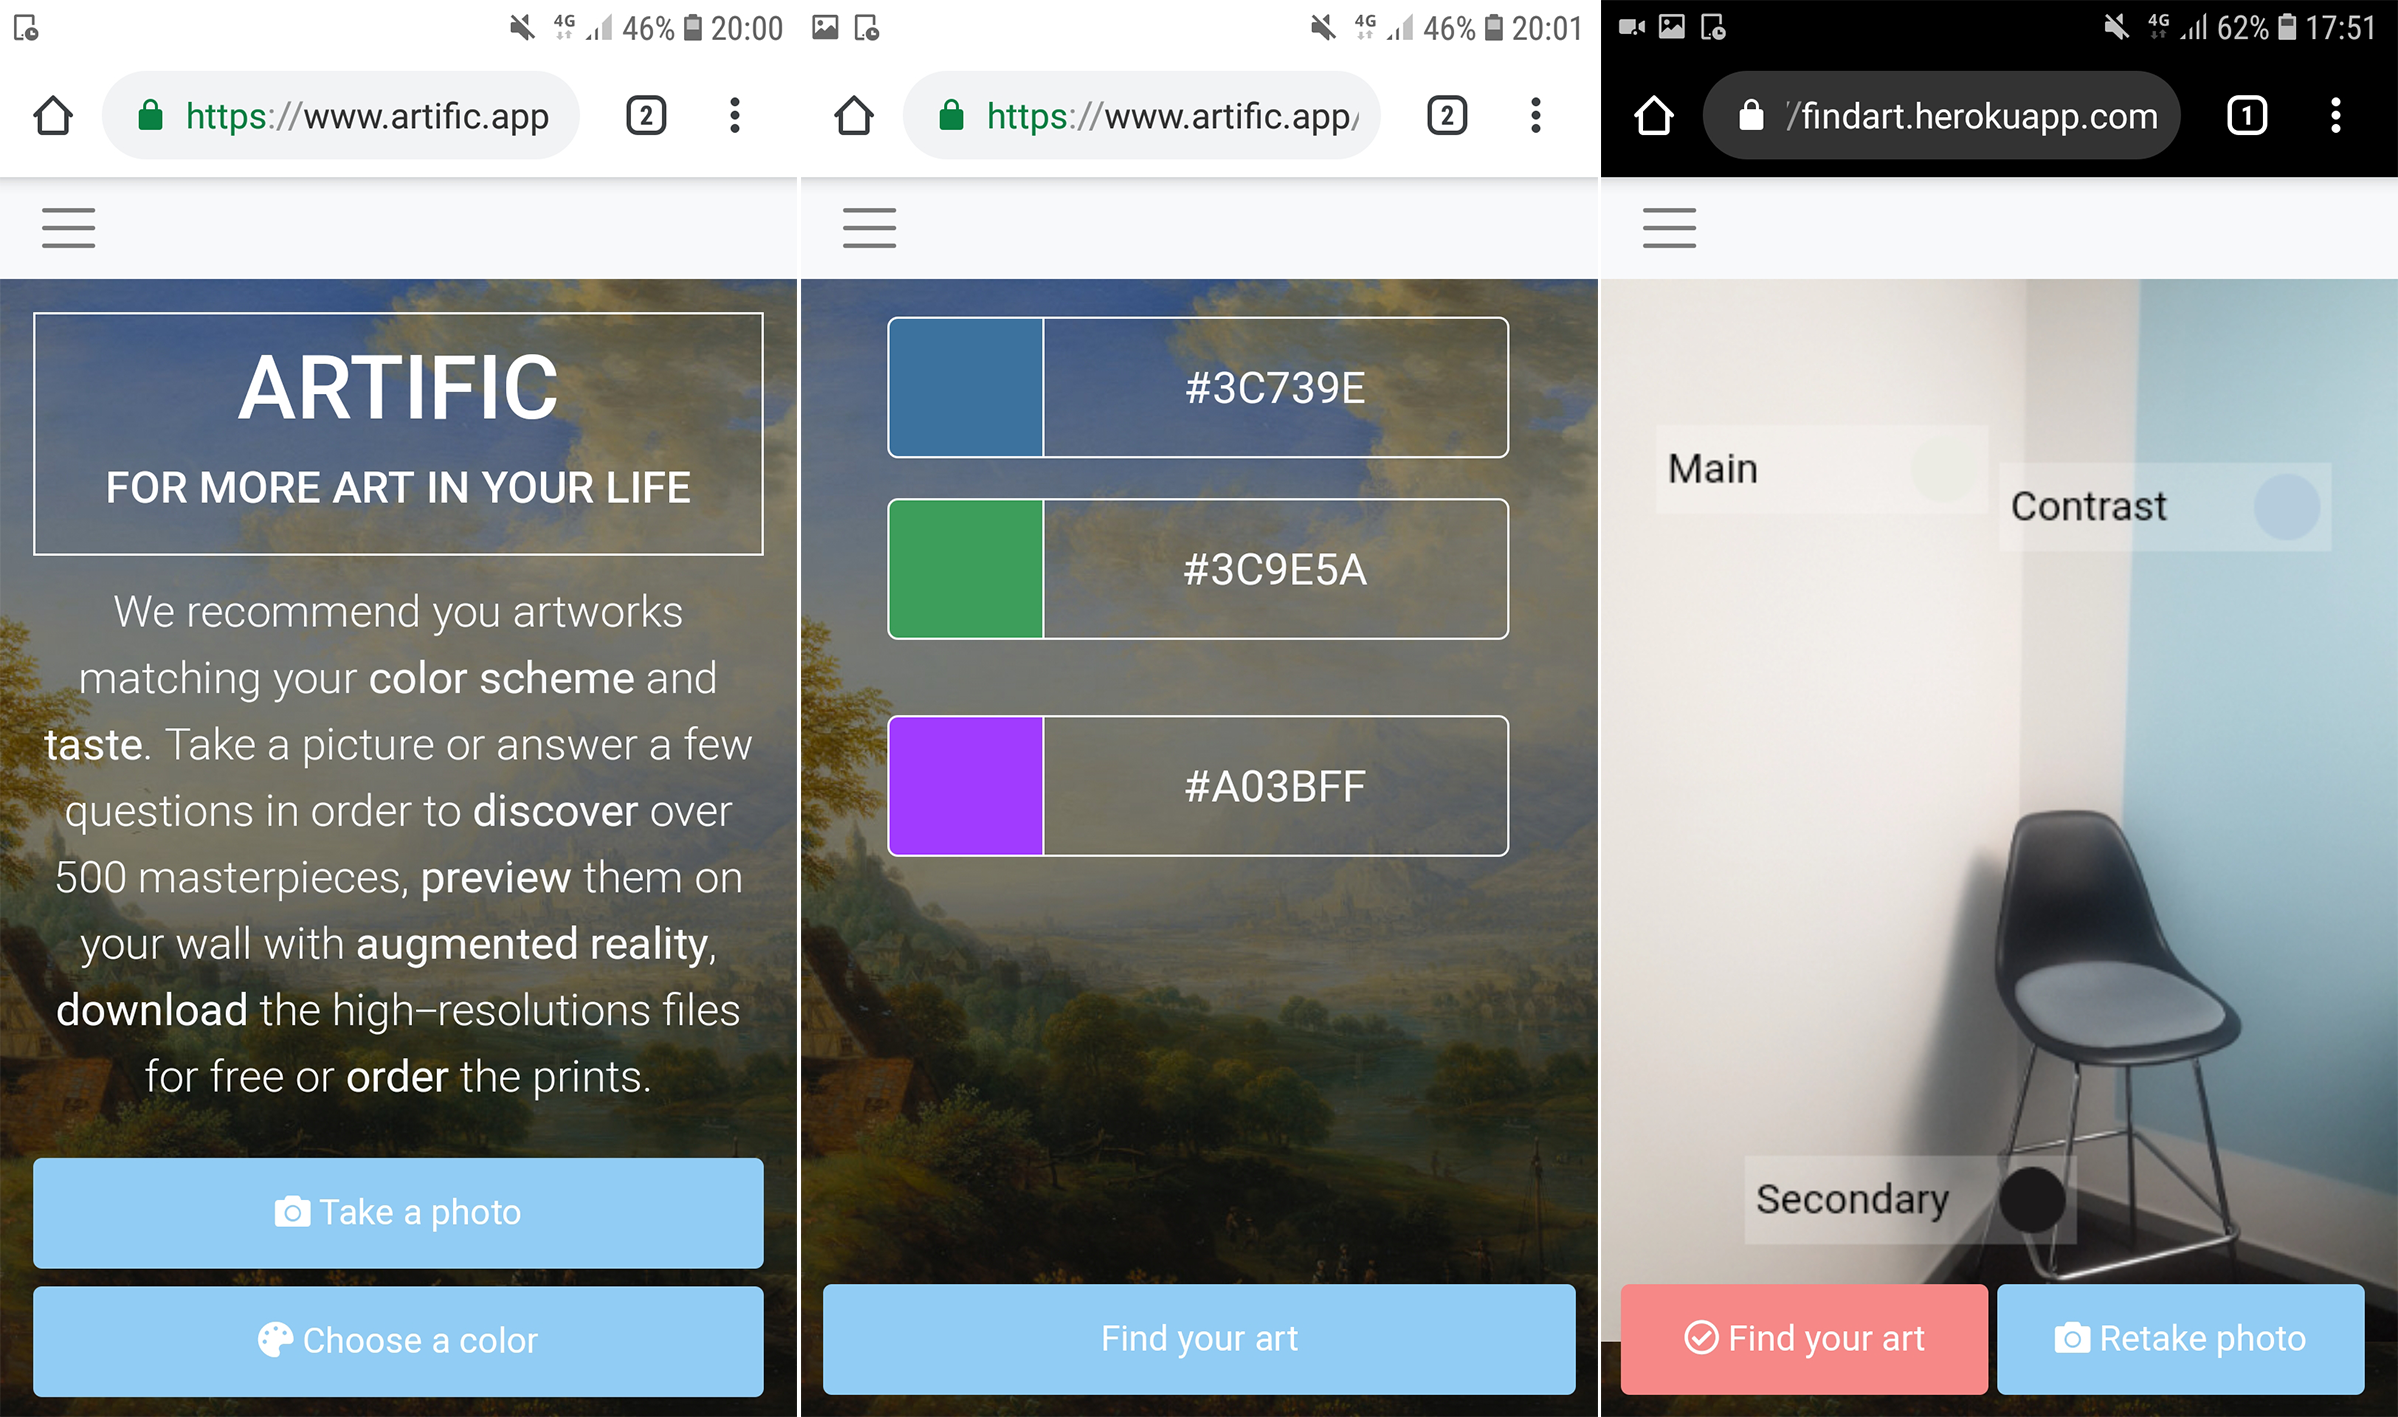 46% 20:00
https://www.artific.app
2
ARTIFIC
FOR MORE ART IN YOUR LIFE
We recommend you artworks
matching your color scheme and
taste. Take a picture or answer a few
questions in order to discover over
500 masterpieces, preview them on
your wall with augmented reality,
download the high–resolutions files
for free or order the prints.
Take a photo
Choose a color
4G 46% 20:01
https://www.artific.app/
2
#3C739E
#3C9E5A
#A03BFF
Find your art
4G 62% 17:51
/findart.herokuapp.com
1
Main
Contrast
Secondary
Find your art
Retake photo